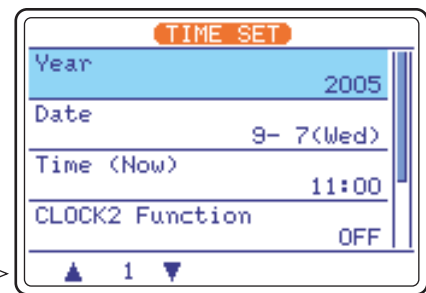 TIME SET
Year
2005
Date
9- 7(Wed)
Time (Now)
11:00
CLOCK2 Function
OFF
▲ 1 ▼